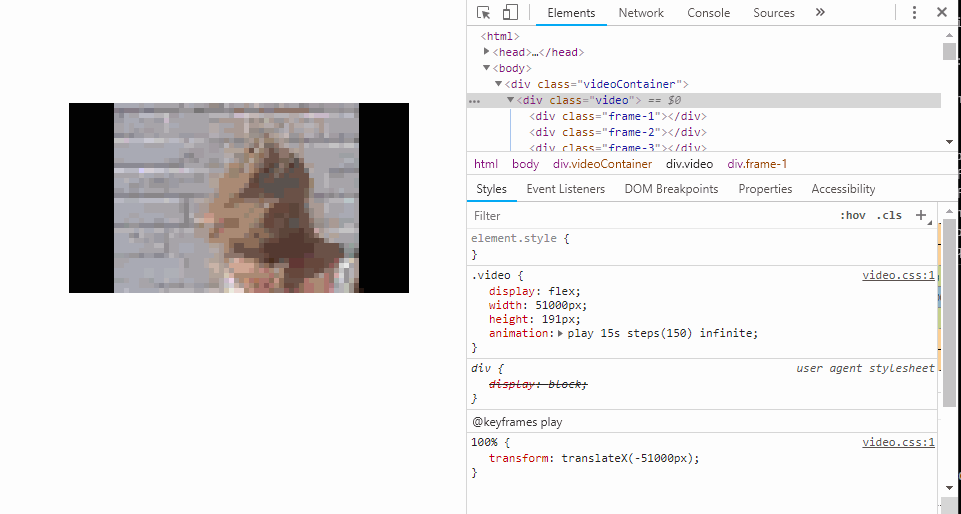 Elements Network Console Sources »
<html>
<head>…</head>
<body>
<div class="videoContainer">
… <div class="video"> == $0
<div class="frame-1"></div>
<div class="frame-2"></div>
<div class="frame-3"></div>
html body div.videoContainer div.video div.frame-1
Styles Event Listeners DOM Breakpoints Properties Accessibility
Filter :hov .cls +
element.style {
}
.video { video.css:1
display: flex;
width: 51000px;
height: 191px;
animation: play 15s steps(150) infinite;
}
div { user agent stylesheet
display: block;
}
@keyframes play
100% { video.css:1
transform: translateX(-51000px);
}